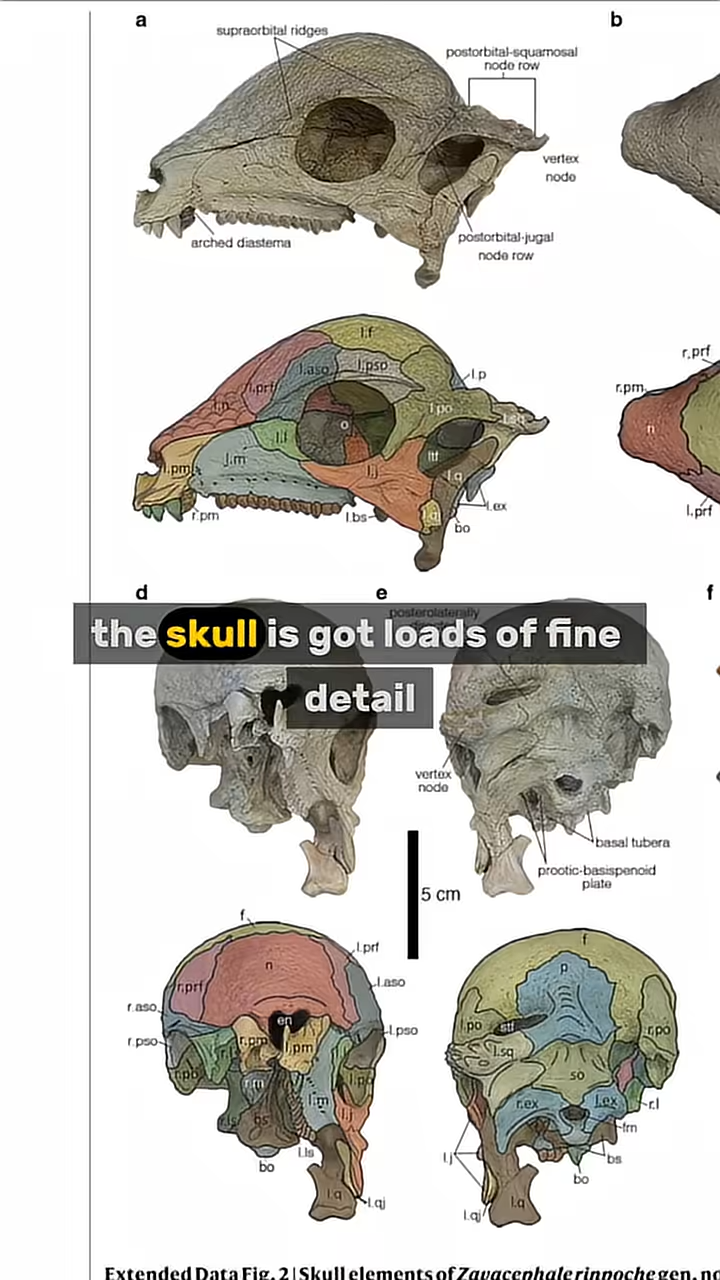 a
b
supraorbital ridges
postorbital-squamosal
node row
vertex
node
arched diastema
postorbital-jugal
node row
l.f
l.aso
l.pso
l.prf
l.p
l.n
l.po
l.sq
o
l.l
ltf
l.pm
l.m
l.j
l.q
l.ex
r.pm
l.bs
l.qj
bo
r,prf
r.pm
n
l,prf
d
e
f
posterolaterally
the skull is got loads of fine
detail
vertex
node
basal tubera
prootic-basispenoid
plate
5 cm
f
l.prf
n
r.prf
l.aso
r.aso
en
l.pso
r.pso
r.pm
l.pm
r.po
r.l
l.po
r.m
l.m
l.j
r.ls
bs
l.ls
bo
l.q
l.qj
f
p
l.po
stf
r.po
l.sq
so
r.ex
l.ex
r.l
fm
l.j
bs
bo
l.qj
l.q
Extended Data Fig. 2 | Skull elements of Zavacephale rinpoche gen. no